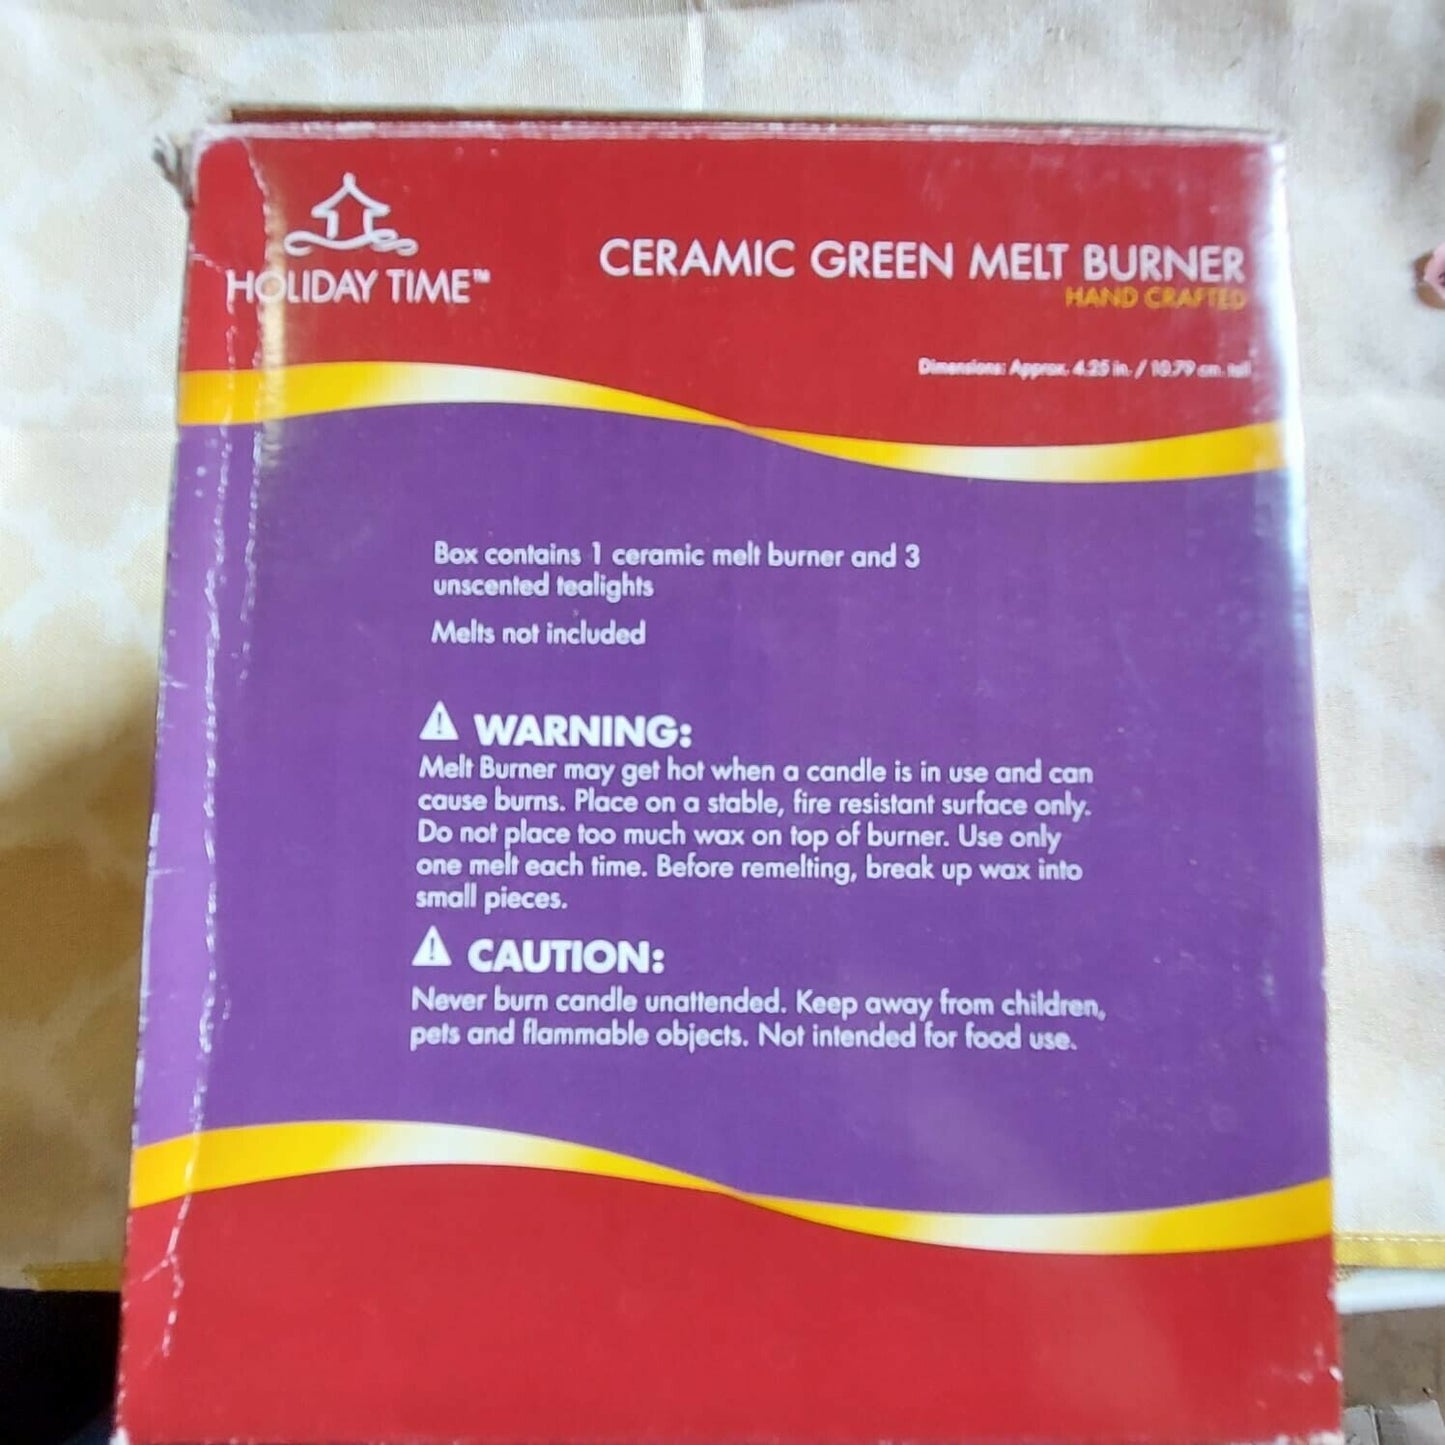 HOLIDAY TIME™
CERAMIC GREEN MELT BURNER
HAND CRAFTED
Dimensions: Approx. 4.25 in. / 10.79 cm. tall
Box contains 1 ceramic melt burner and 3
unscented tealights
Melts not included
WARNING:
Melt Burner may get hot when a candle is in use and can
cause burns. Place on a stable, fire resistant surface only.
Do not place too much wax on top of burner. Use only
one melt each time. Before remelting, break up wax into
small pieces.
CAUTION:
Never burn candle unattended. Keep away from children,
pets and flammable objects. Not intended for food use.